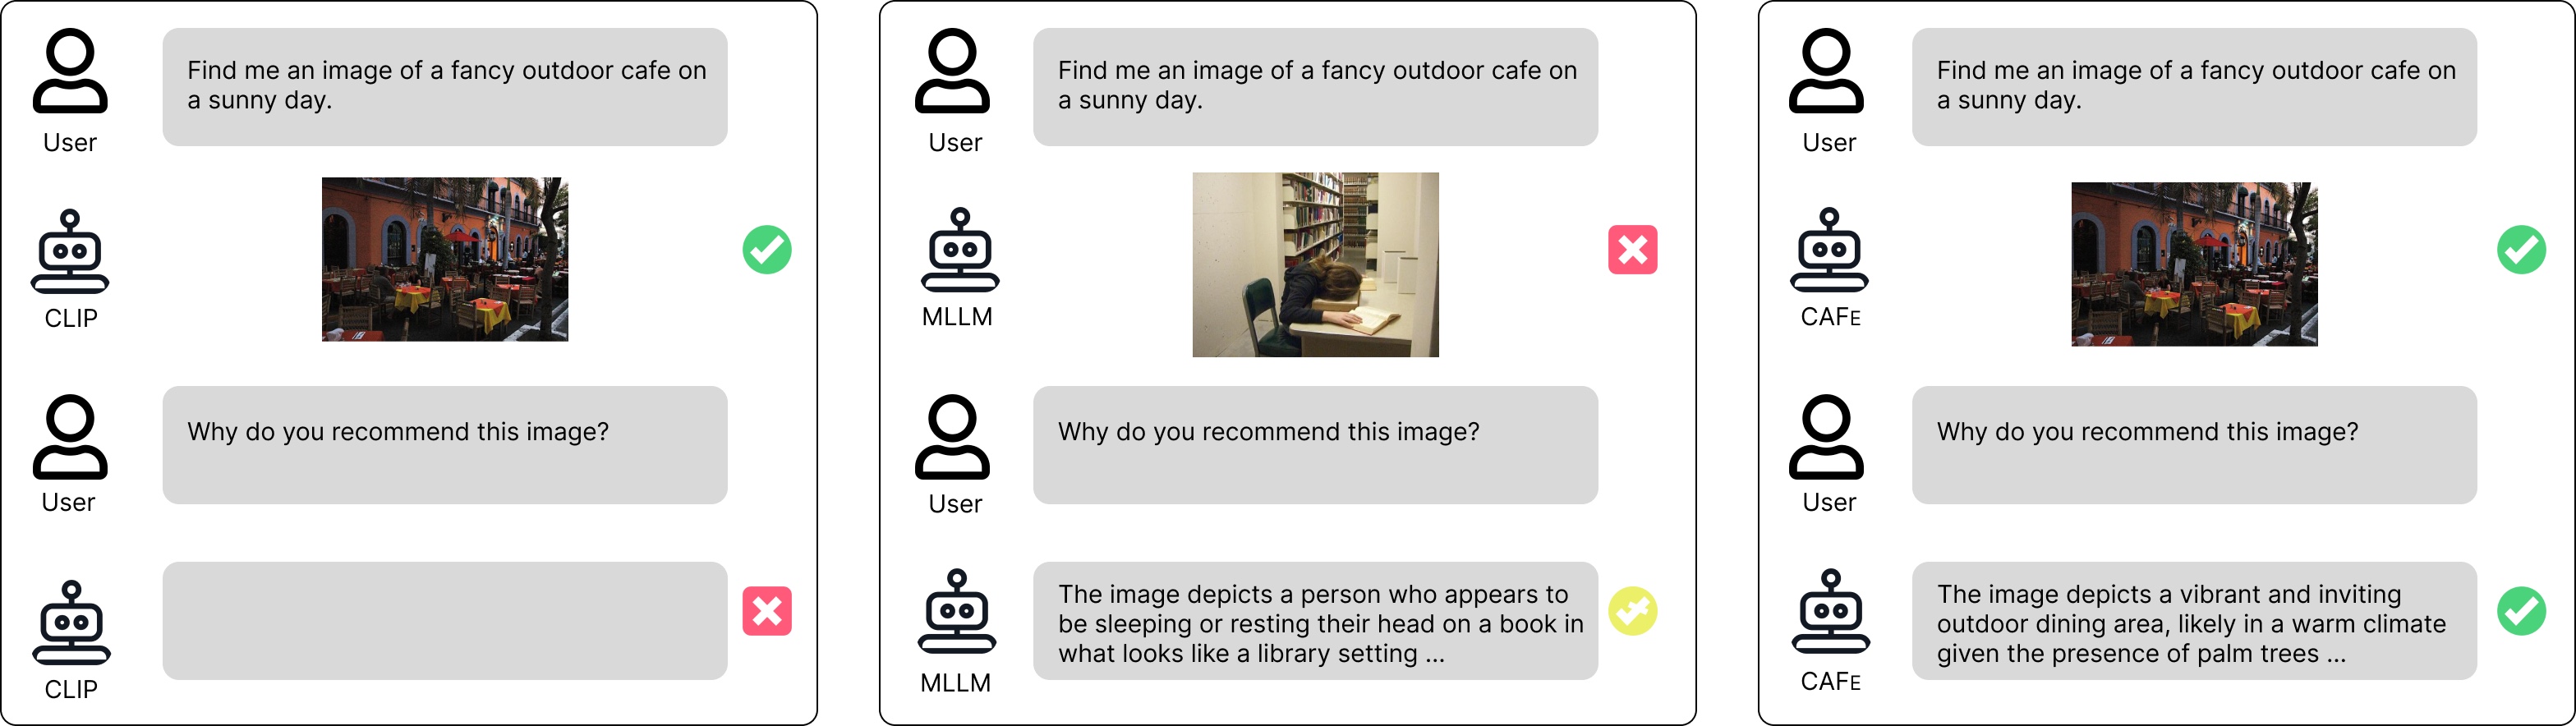 Find me an image of a fancy outdoor cafe on
a sunny day.
User
CLIP
Why do you recommend this image?
User
CLIP
Find me an image of a fancy outdoor cafe on
a sunny day.
User
MLLM
Why do you recommend this image?
User
The image depicts a person who appears to
be sleeping or resting their head on a book in
what looks like a library setting ...
MLLM
Find me an image of a fancy outdoor cafe on
a sunny day.
User
CAFE
Why do you recommend this image?
User
The image depicts a vibrant and inviting
outdoor dining area, likely in a warm climate
given the presence of palm trees ...
CAFE